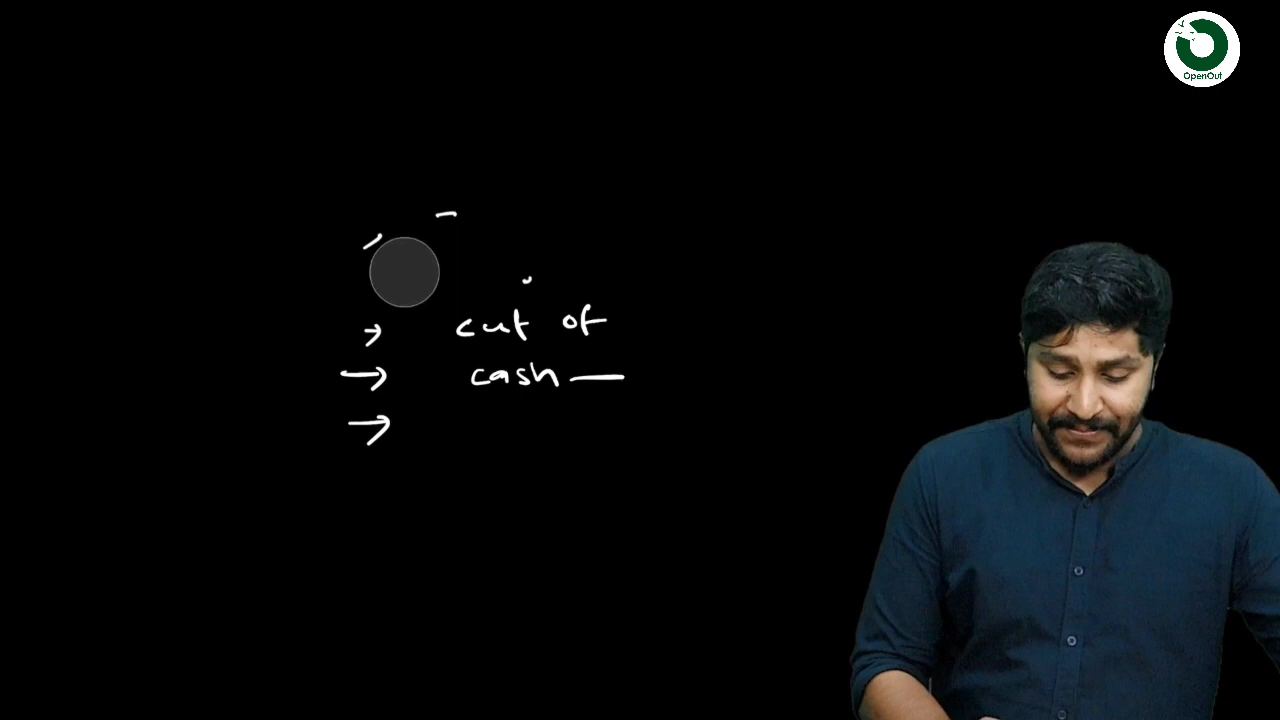 OpenOut
→ cut of
→ cash —
→